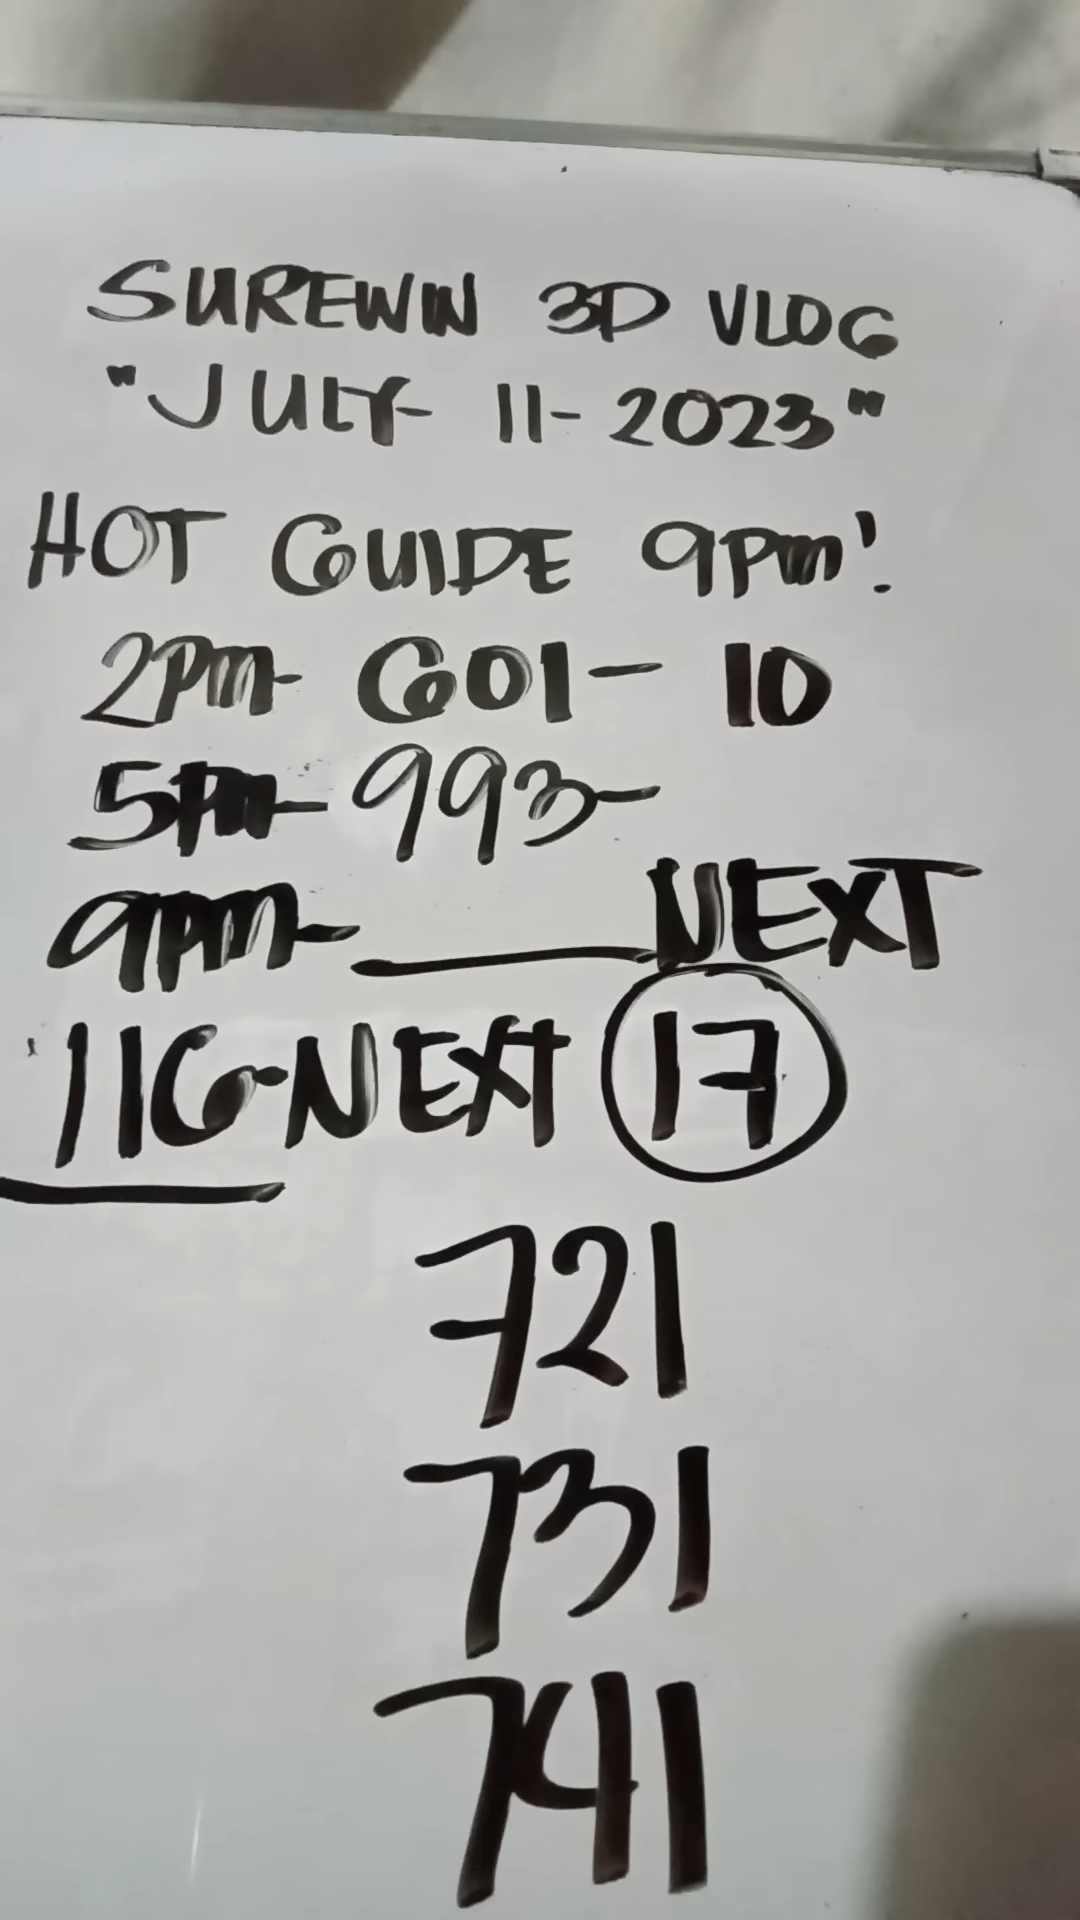 SUREWIN 3D VLOG
"JULY- 11-2023"
HOT GUIDE 9pm!
2pm- 601- 10
5pm- 993-
9pm-_____NEXT
116-NEXT 17
721
731
741